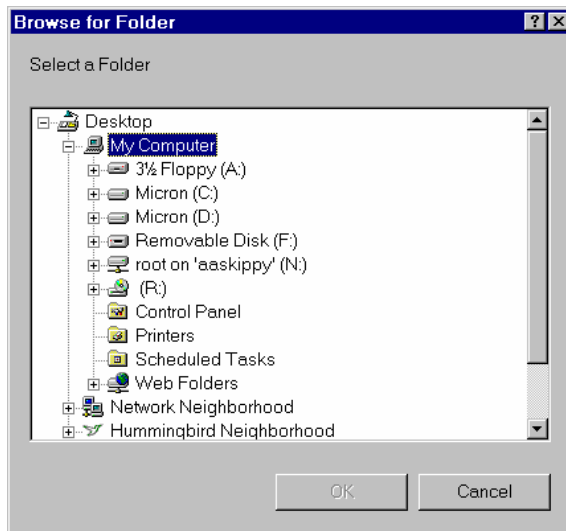 Browse for Folder
Select a Folder
Desktop
My Computer
3½ Floppy (A:)
Micron (C:)
Micron (D:)
Removable Disk (F:)
root on 'aaskippy' (N:)
(R:)
Control Panel
Printers
Scheduled Tasks
Web Folders
Network Neighborhood
Hummingbird Neighborhood
OK Cancel